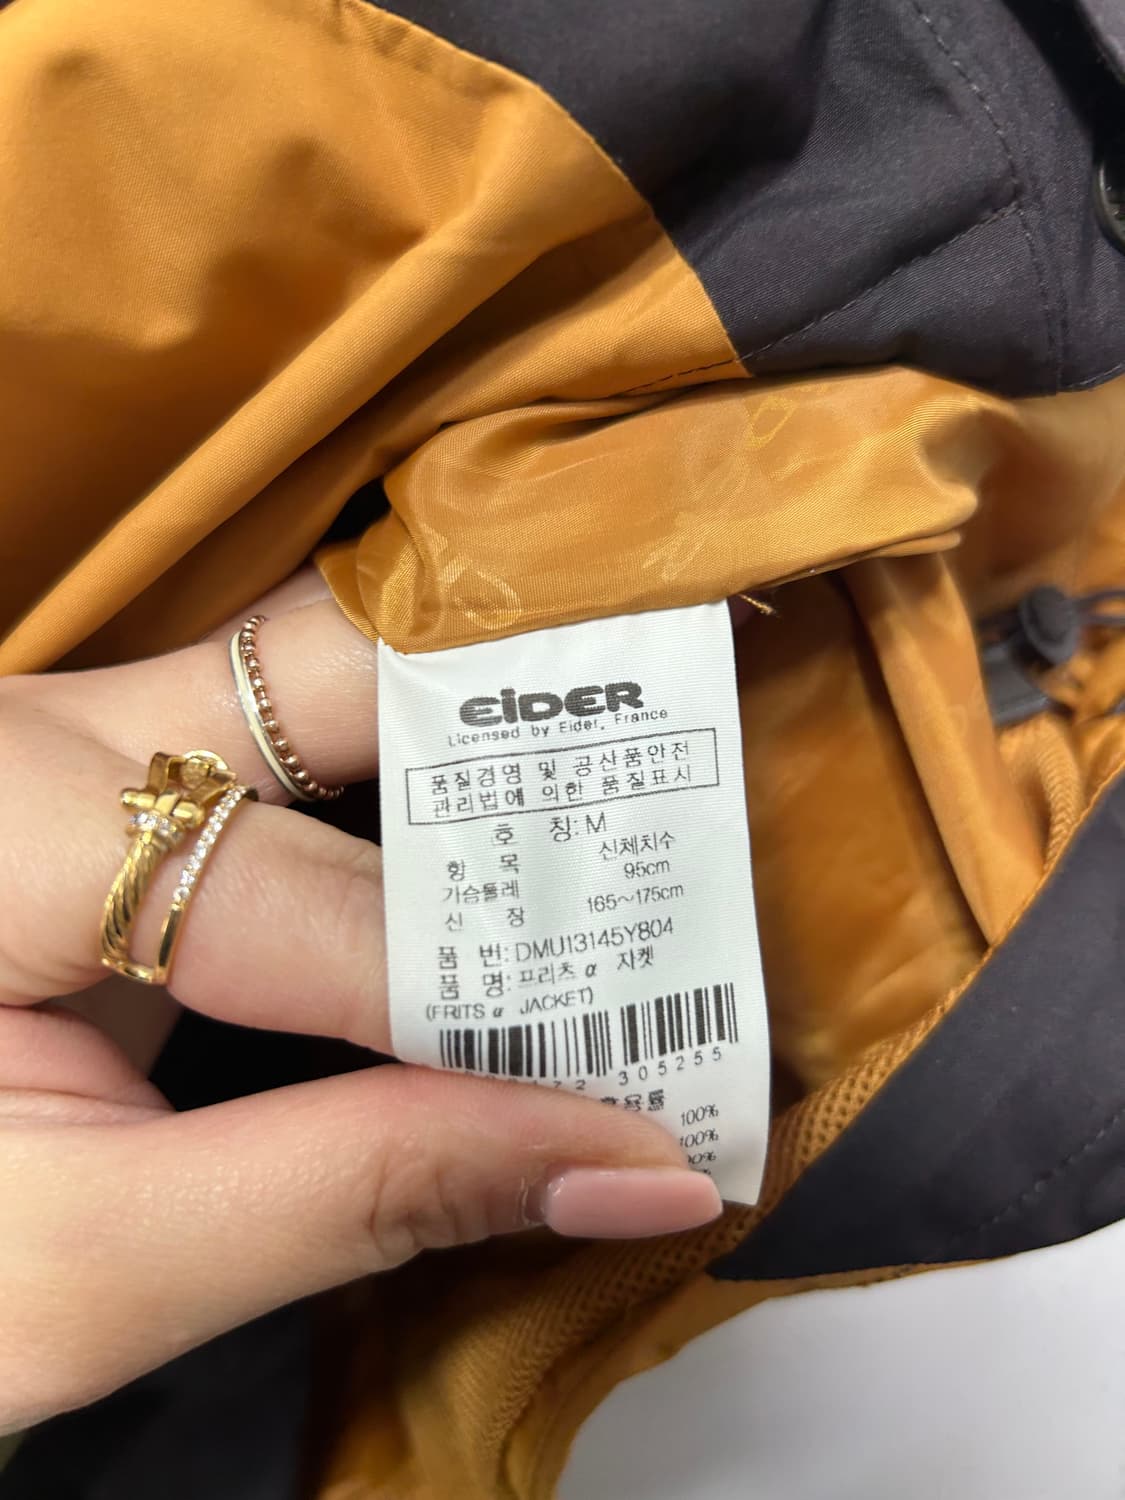 EiDER
Licensed by Eider, France
품질경영 및 공산품안전
관리법에 의한 품질표시
호 칭: M
항 목 신체치수
가슴둘레 95cm
신 장 165~175cm
품 번: DMU13145Y804
품 명: 프리츠 α 자켓
(FRITS α JACKET)
305255
100%
100%